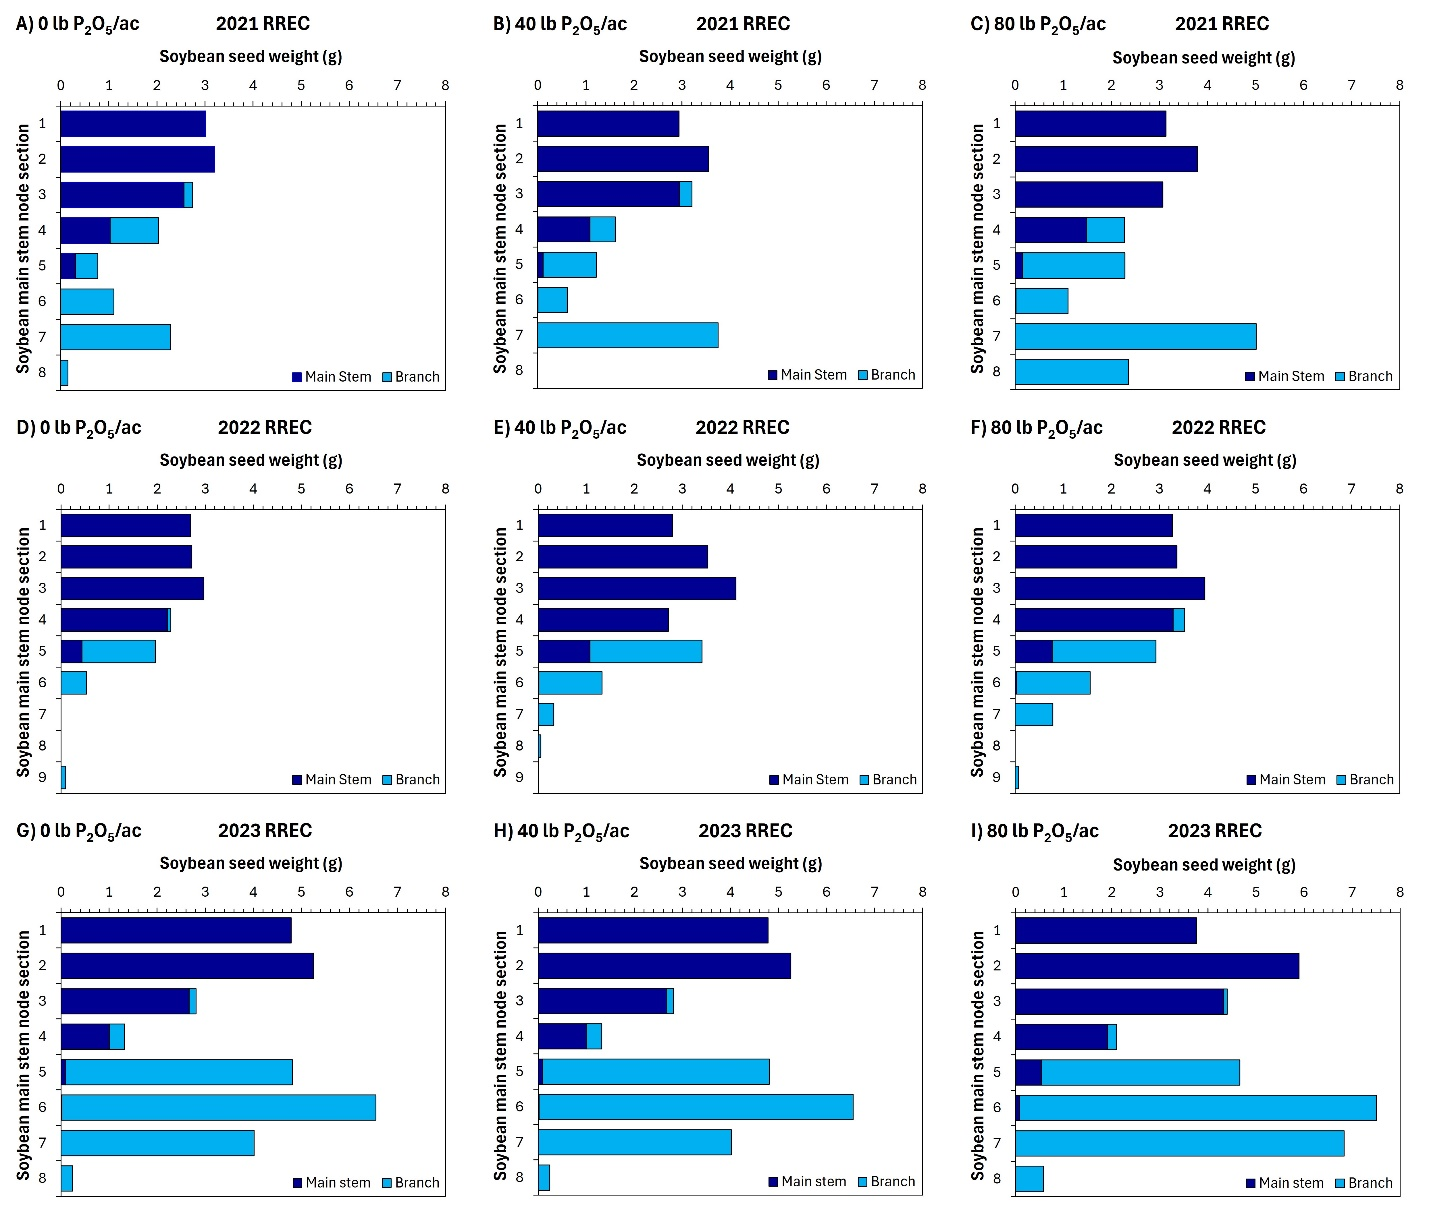 A) 0 lb P₂O₅/ac 2021 RREC
Soybean seed weight (g)
0 1 2 3 4 5 6 7 8
Soybean main stem node section
1
2
3
4
5
6
7
8
Main Stem Branch
B) 40 lb P₂O₅/ac 2021 RREC
Soybean seed weight (g)
0 1 2 3 4 5 6 7 8
Soybean main stem node section
1
2
3
4
5
6
7
8
Main Stem Branch
C) 80 lb P₂O₅/ac 2021 RREC
Soybean seed weight (g)
0 1 2 3 4 5 6 7 8
Soybean main stem node section
1
2
3
4
5
6
7
8
Main Stem Branch
D) 0 lb P₂O₅/ac 2022 RREC
Soybean seed weight (g)
0 1 2 3 4 5 6 7 8
Soybean main stem node section
1
2
3
4
5
6
7
8
9
Main Stem Branch
E) 40 lb P₂O₅/ac 2022 RREC
Soybean seed weight (g)
0 1 2 3 4 5 6 7 8
Soybean main stem node section
1
2
3
4
5
6
7
8
9
Main Stem Branch
F) 80 lb P₂O₅/ac 2022 RREC
Soybean seed weight (g)
0 1 2 3 4 5 6 7 8
Soybean main stem node section
1
2
3
4
5
6
7
8
9
Main Stem Branch
G) 0 lb P₂O₅/ac 2023 RREC
Soybean seed weight (g)
0 1 2 3 4 5 6 7 8
Soybean main stem node section
1
2
3
4
5
6
7
8
Main stem Branch
H) 40 lb P₂O₅/ac 2023 RREC
Soybean seed weight (g)
0 1 2 3 4 5 6 7 8
Soybean main stem node section
1
2
3
4
5
6
7
8
Main stem Branch
I) 80 lb P₂O₅/ac 2023 RREC
Soybean seed weight (g)
0 1 2 3 4 5 6 7 8
Soybean main stem node section
1
2
3
4
5
6
7
8
Main stem Branch